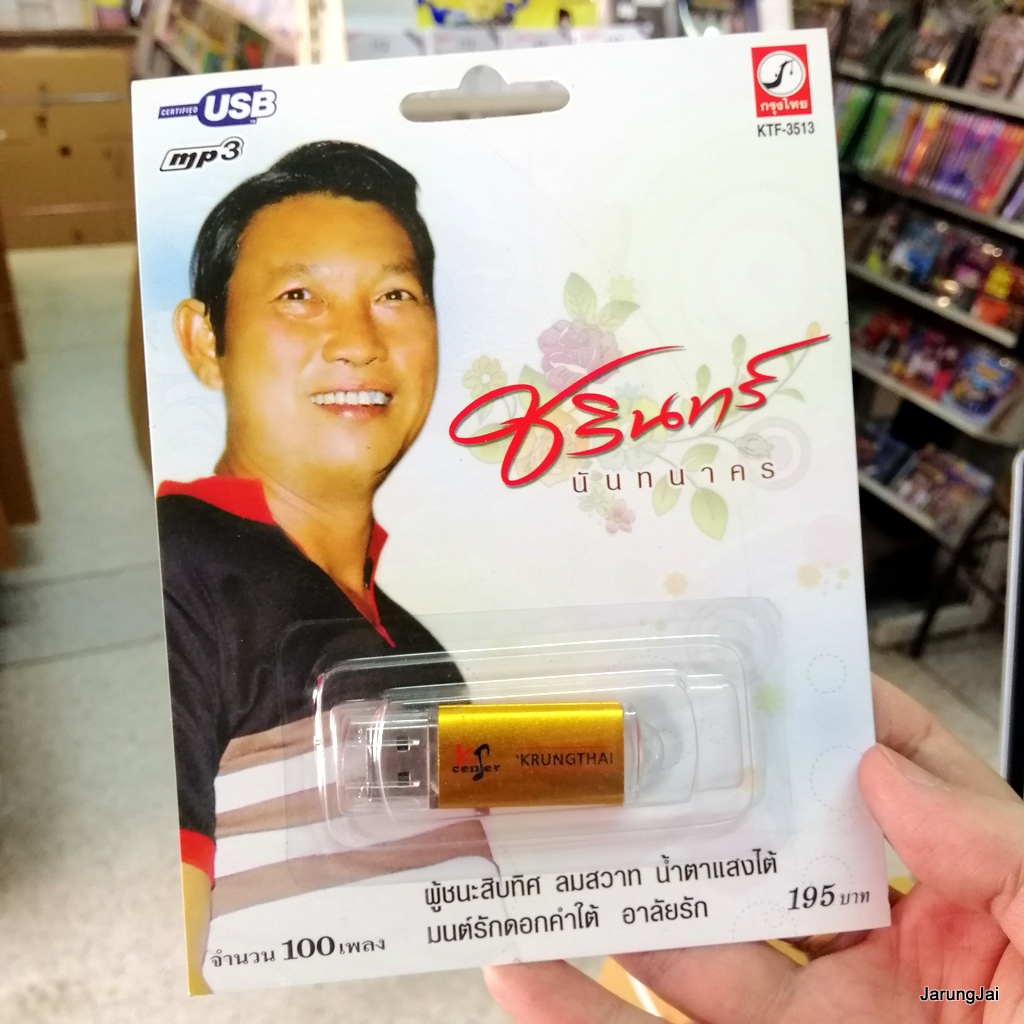 CERTIFIED USB
mp3
กรุงไทย
KTF-3513
ชรินทร์
นันทนาคร
K center 'KRUNGTHAI
ผู้ชนะสิบทิศ ลมสวาท น้ำตาแสงไต้
มนต์รักดอกคำใต้ อาลัยรัก
195 บาท
จำนวน 100 เพลง
JarungJai